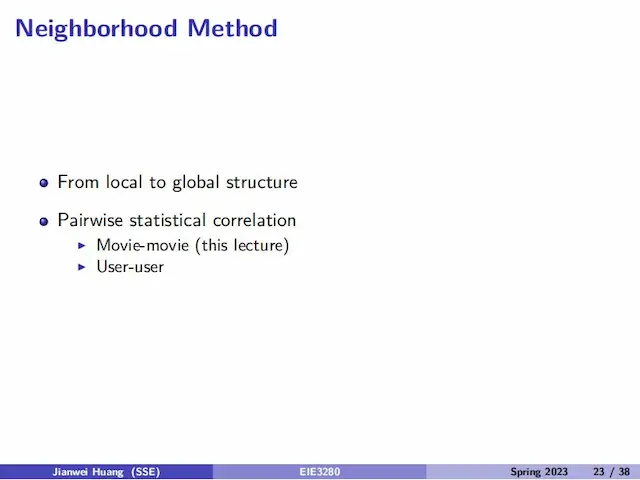 Neighborhood Method
From local to global structure
Pairwise statistical correlation
Movie-movie (this lecture)
User-user
Jianwei Huang (SSE) EIE3280 Spring 2023 23 / 38